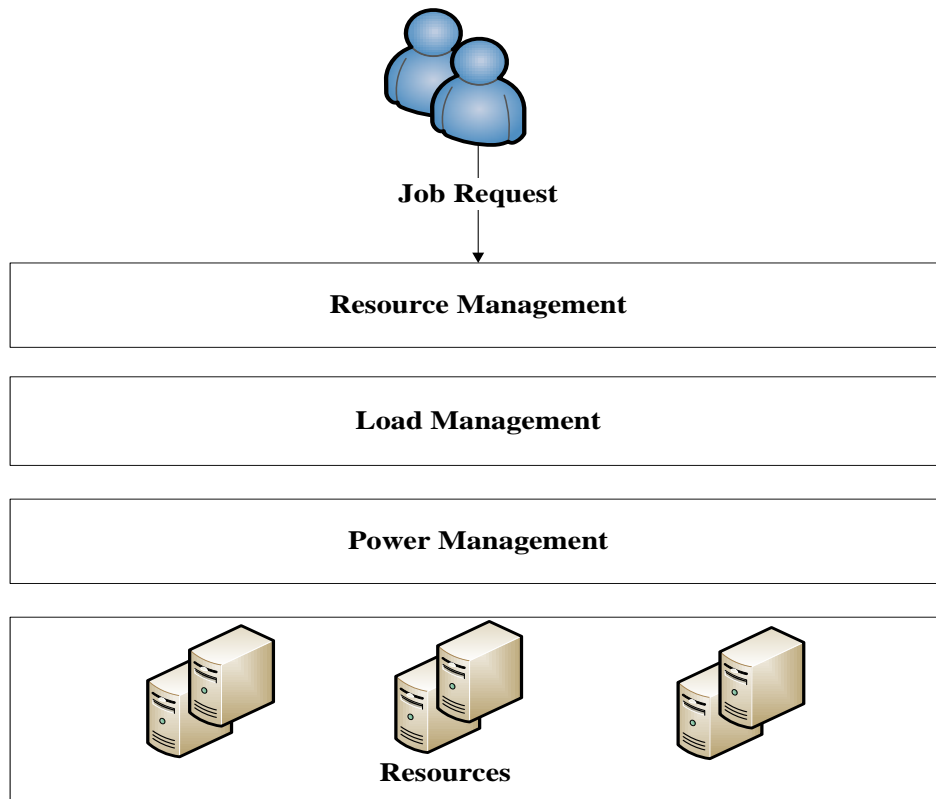 Job Request
Resource Management
Load Management
Power Management
Resources